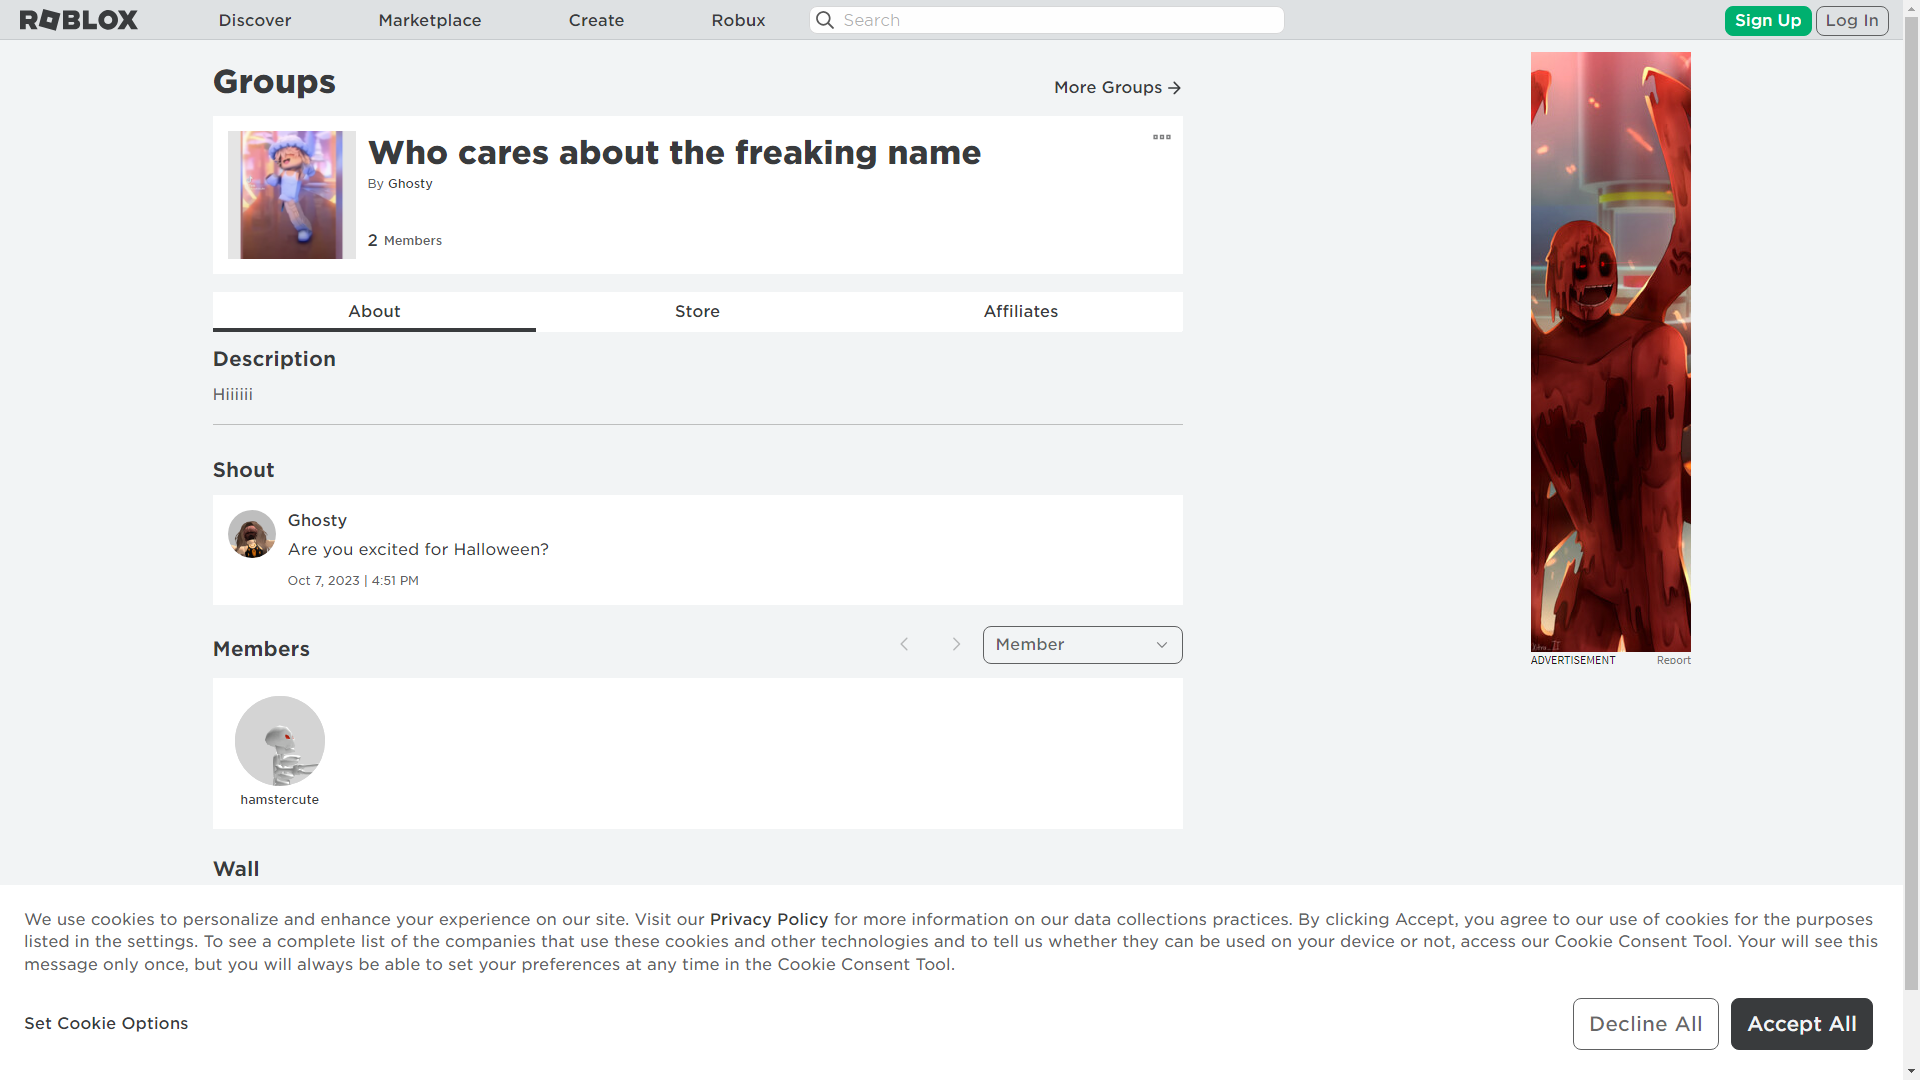 ROBLOX
Discover
Marketplace
Create
Robux
Search
Sign Up
Log In
Groups
More Groups
Who cares about the freaking name
By Ghosty
2 Members
About
Store
Affiliates
Description
Hiiiiii
Shout
Ghosty
Are you excited for Halloween?
Oct 7, 2023 | 4:51 PM
Members
Member
hamstercute
ADVERTISEMENT
Report
Wall
We use cookies to personalize and enhance your experience on our site. Visit our Privacy Policy for more information on our data collections practices. By clicking Accept, you agree to our use of cookies for the purposes
listed in the settings. To see a complete list of the companies that use these cookies and other technologies and to tell us whether they can be used on your device or not, access our Cookie Consent Tool. Your will see this
message only once, but you will always be able to set your preferences at any time in the Cookie Consent Tool.
Set Cookie Options
Decline All
Accept All